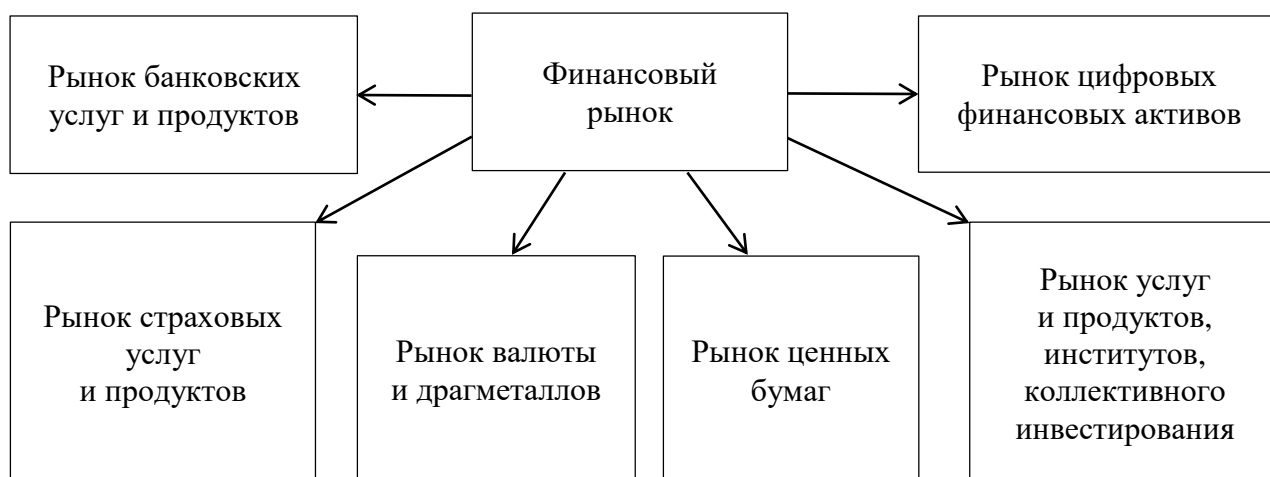 Рынок банковских
услуг и продуктов
Финансовый
рынок
Рынок цифровых
финансовых активов
Рынок страховых
услуг
и продуктов
Рынок валюты
и драгметаллов
Рынок ценных
бумаг
Рынок услуг
и продуктов,
институтов,
коллективного
инвестирования